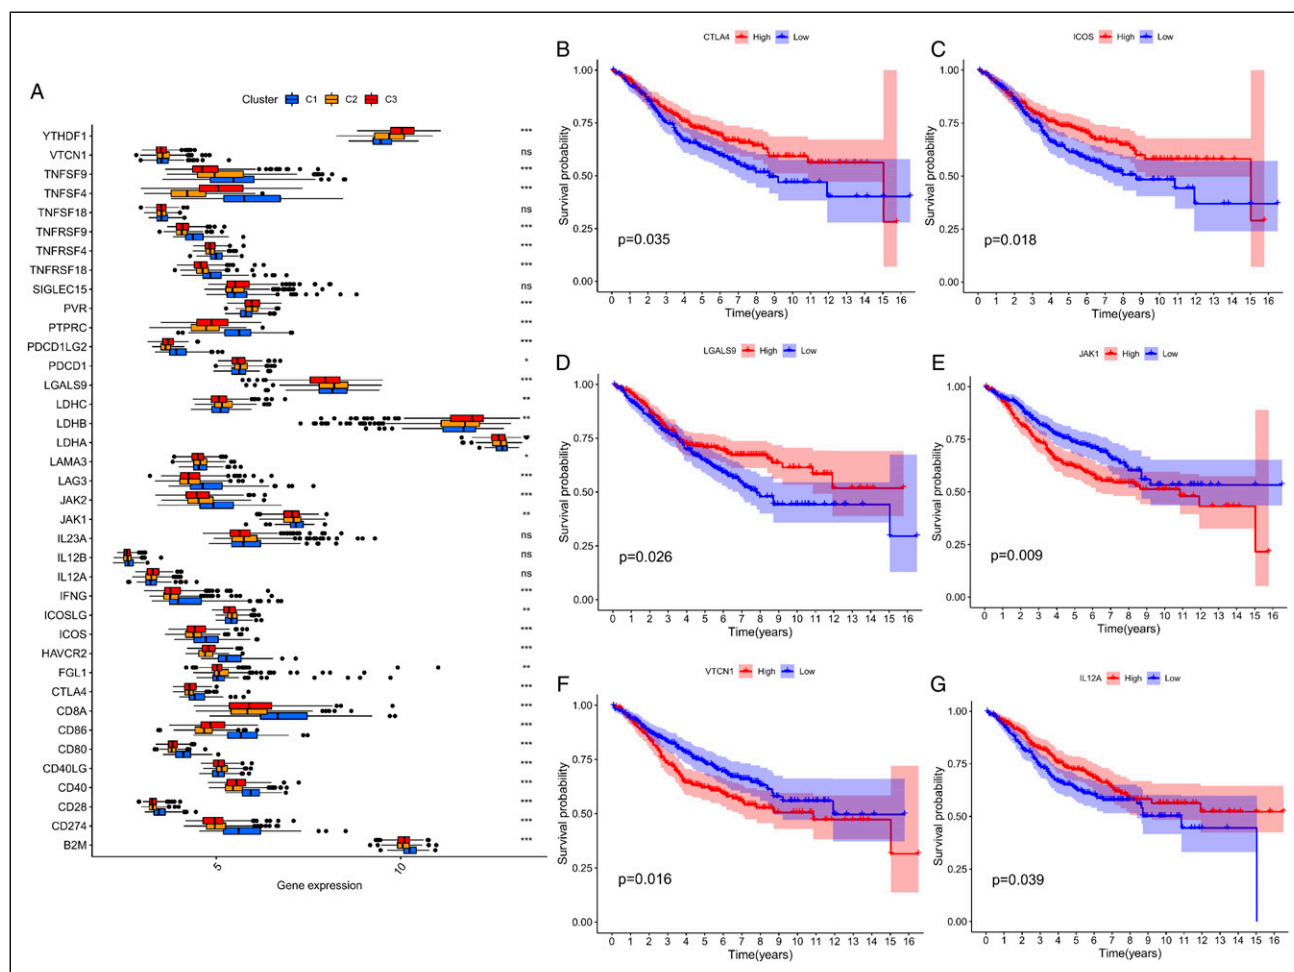 A
Cluster C1 C2 C3
YTHDF1 ***
VTCN1 ns
TNFSF9 ***
TNFSF4 ***
TNFSF18 ns
TNFRSF9 ***
TNFRSF4 ***
TNFRSF18 ***
SIGLEC15 ns
PVR ***
PTPRC ***
PDCD1LG2 ***
PDCD1 *
LGALS9 ***
LDHC **
LDHB **
LDHA
LAMA3 *
LAG3 ***
JAK2 ***
JAK1 **
IL23A ns
IL12B ns
IL12A ns
IFNG ***
ICOSLG **
ICOS ***
HAVCR2 ***
FGL1 **
CTLA4 ***
CD8A ***
CD86 ***
CD80 ***
CD40LG ***
CD40 ***
CD28 ***
CD274 ***
B2M ***
5 10
Gene expression
B
CTLA4 High Low
Survival probability
1.00
0.75
0.50
0.25
0.00
p=0.035
0 1 2 3 4 5 6 7 8 9 10 11 12 13 14 15 16
Time(years)
C
ICOS High Low
Survival probability
1.00
0.75
0.50
0.25
0.00
p=0.018
0 1 2 3 4 5 6 7 8 9 10 11 12 13 14 15 16
Time(years)
D
LGALS9 High Low
Survival probability
1.00
0.75
0.50
0.25
0.00
p=0.026
0 1 2 3 4 5 6 7 8 9 10 11 12 13 14 15 16
Time(years)
E
JAK1 High Low
Survival probability
1.00
0.75
0.50
0.25
0.00
p=0.009
0 1 2 3 4 5 6 7 8 9 10 11 12 13 14 15 16
Time(years)
F
VTCN1 High Low
Survival probability
1.00
0.75
0.50
0.25
0.00
p=0.016
0 1 2 3 4 5 6 7 8 9 10 11 12 13 14 15 16
Time(years)
G
IL12A High Low
Survival probability
1.00
0.75
0.50
0.25
0.00
p=0.039
0 1 2 3 4 5 6 7 8 9 10 11 12 13 14 15 16
Time(years)